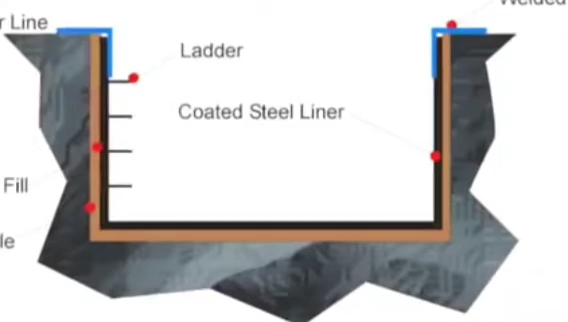 r Line
Ladder
Coated Steel Liner
Fill
le